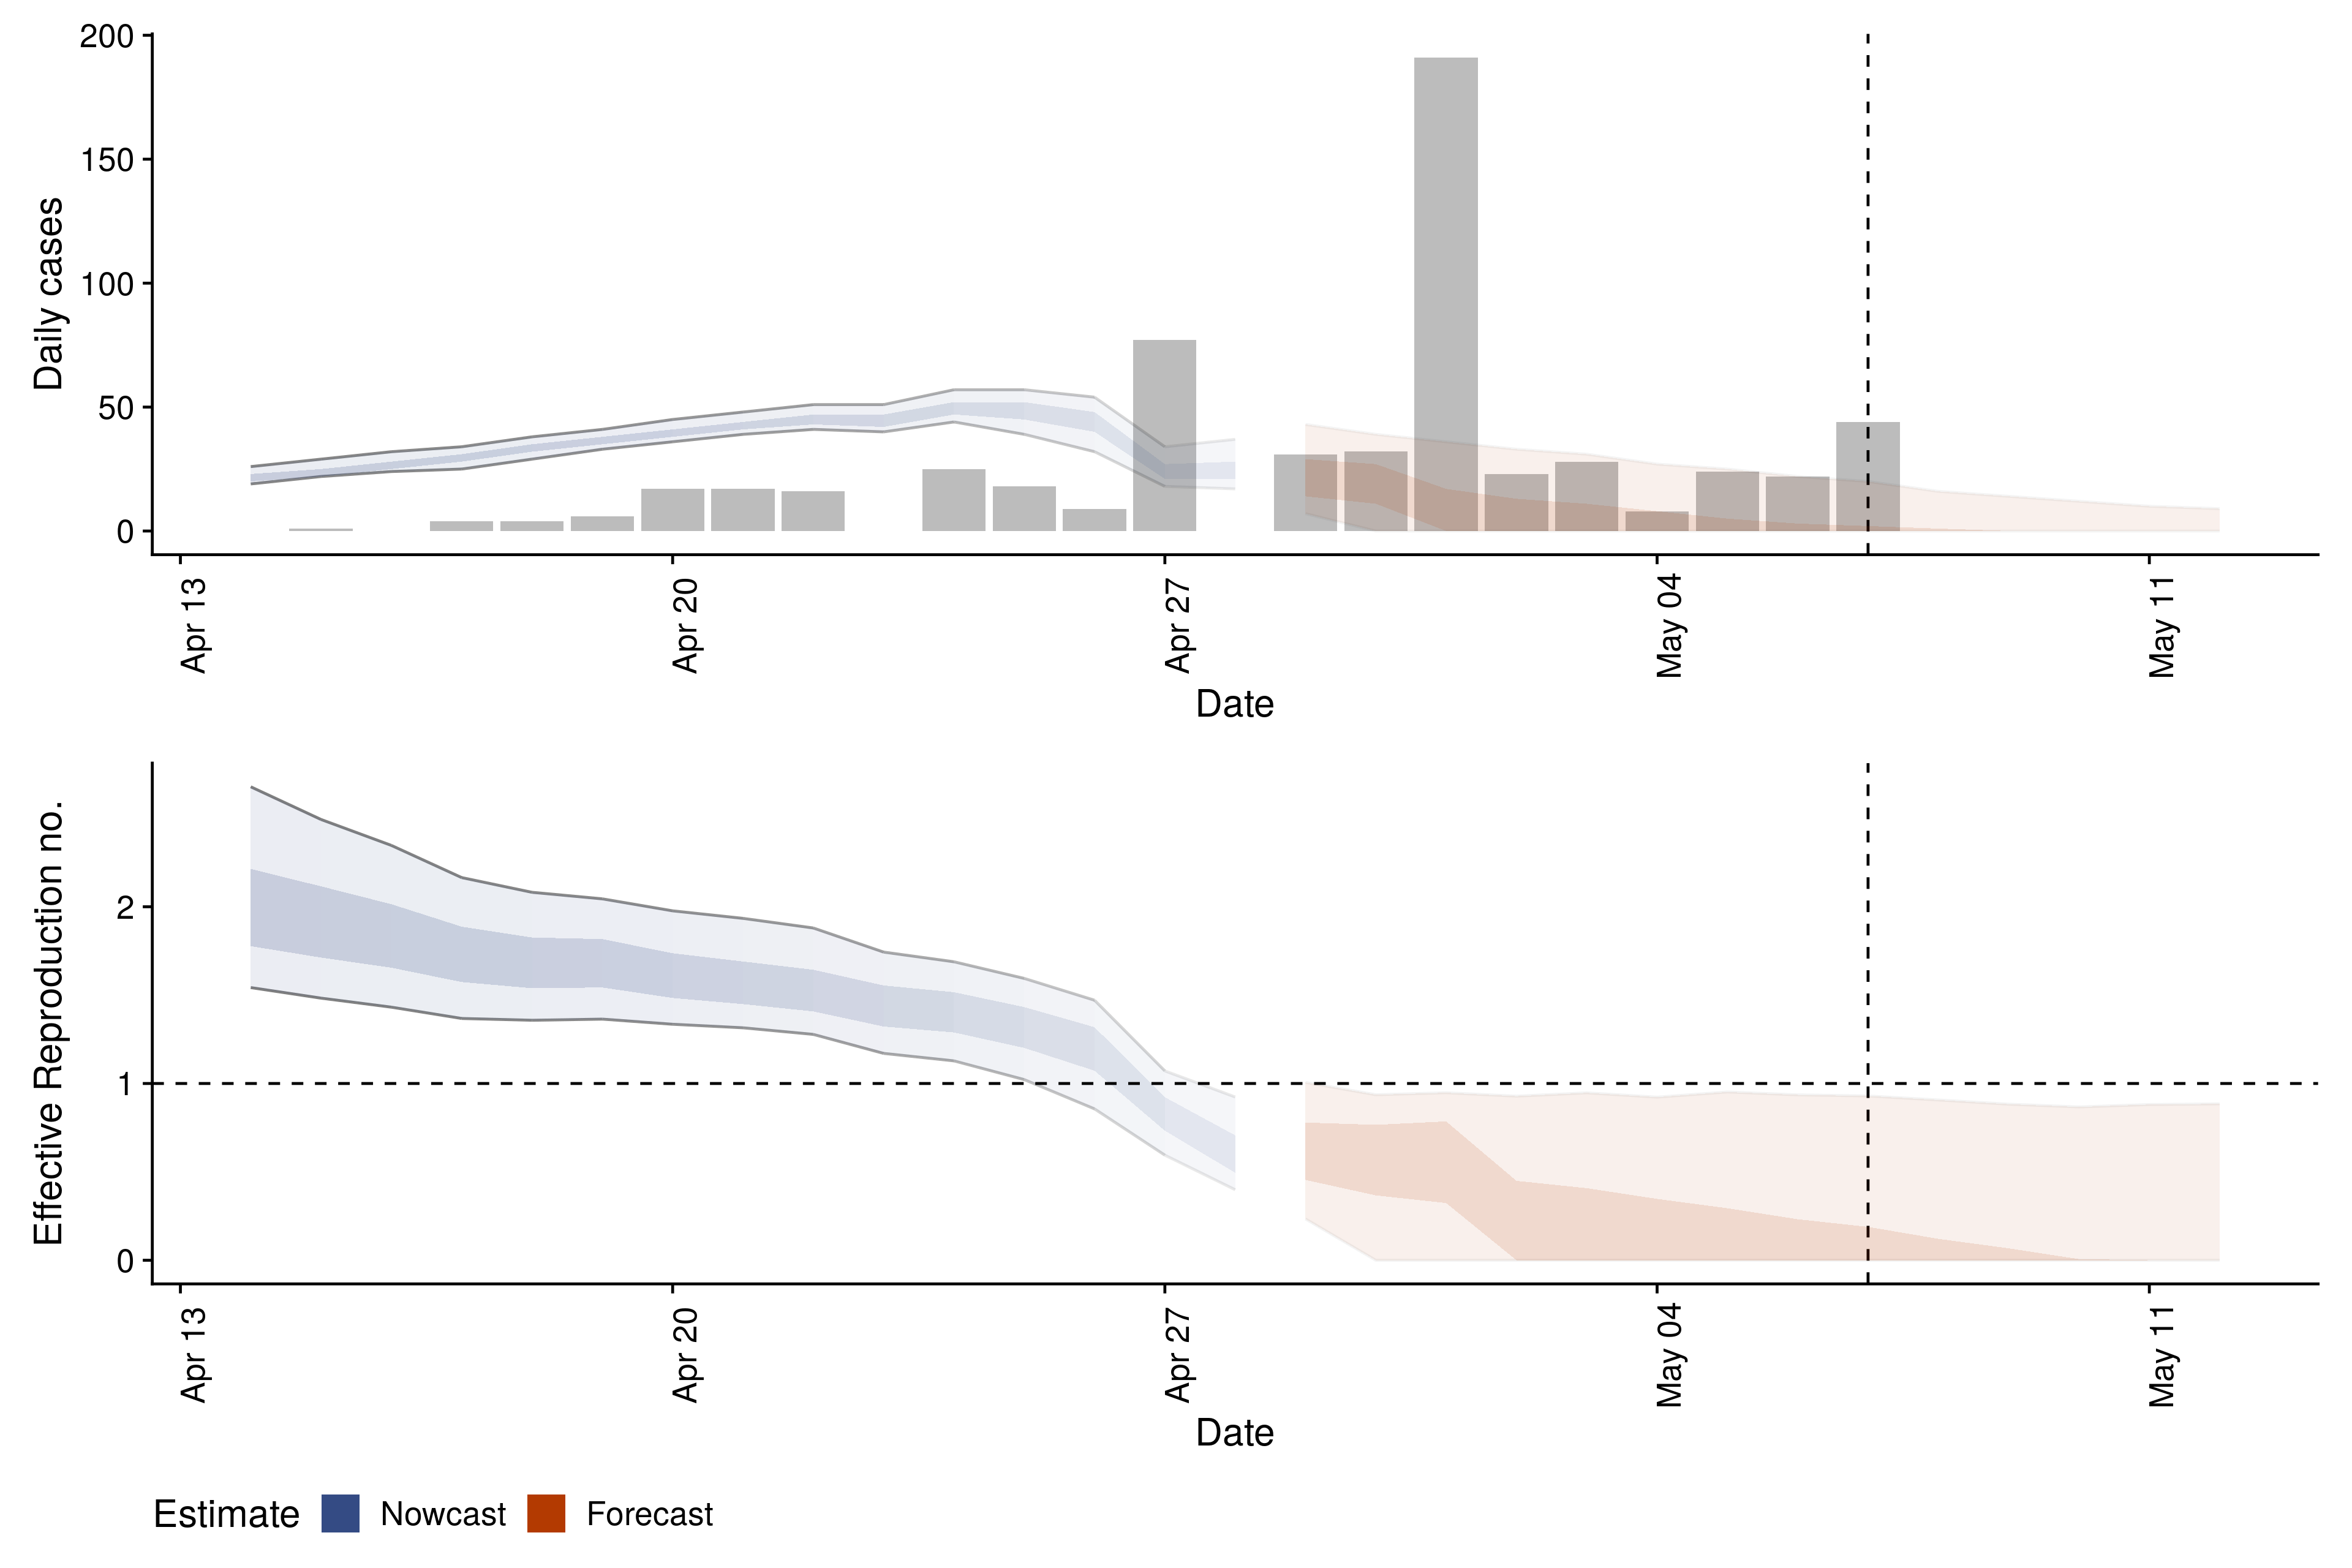 200
150
100
50
0
Daily cases
Apr 13
Apr 20
Apr 27
May 04
May 11
Date
2
1
0
Effective Reproduction no.
Apr 13
Apr 20
Apr 27
May 04
May 11
Date
Estimate Nowcast Forecast